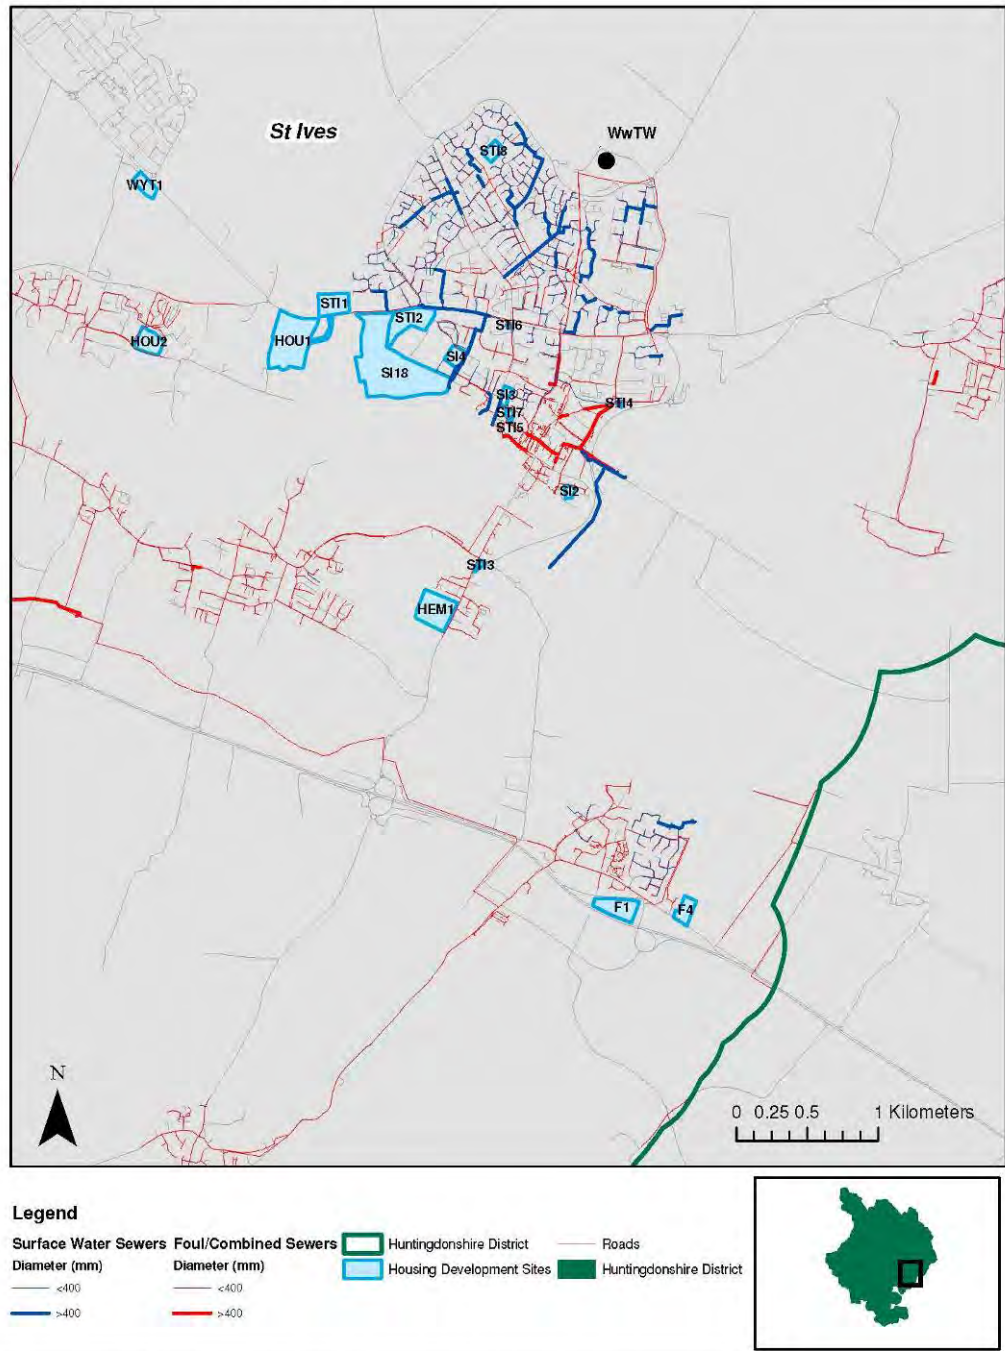 St Ives
WwTW
STI8
WYT1
STI1
STI2
STI6
HOU2
HOU1
SI4
SI18
SI3
STI4
STI7
STI5
SI2
STI3
HEM1
F1
F4
N
0 0.25 0.5 1 Kilometers
Legend
Surface Water Sewers Foul/Combined Sewers Huntingdonshire District Roads
Diameter (mm) Diameter (mm) Housing Development Sites Huntingdonshire District
<400 <400
>400 >400